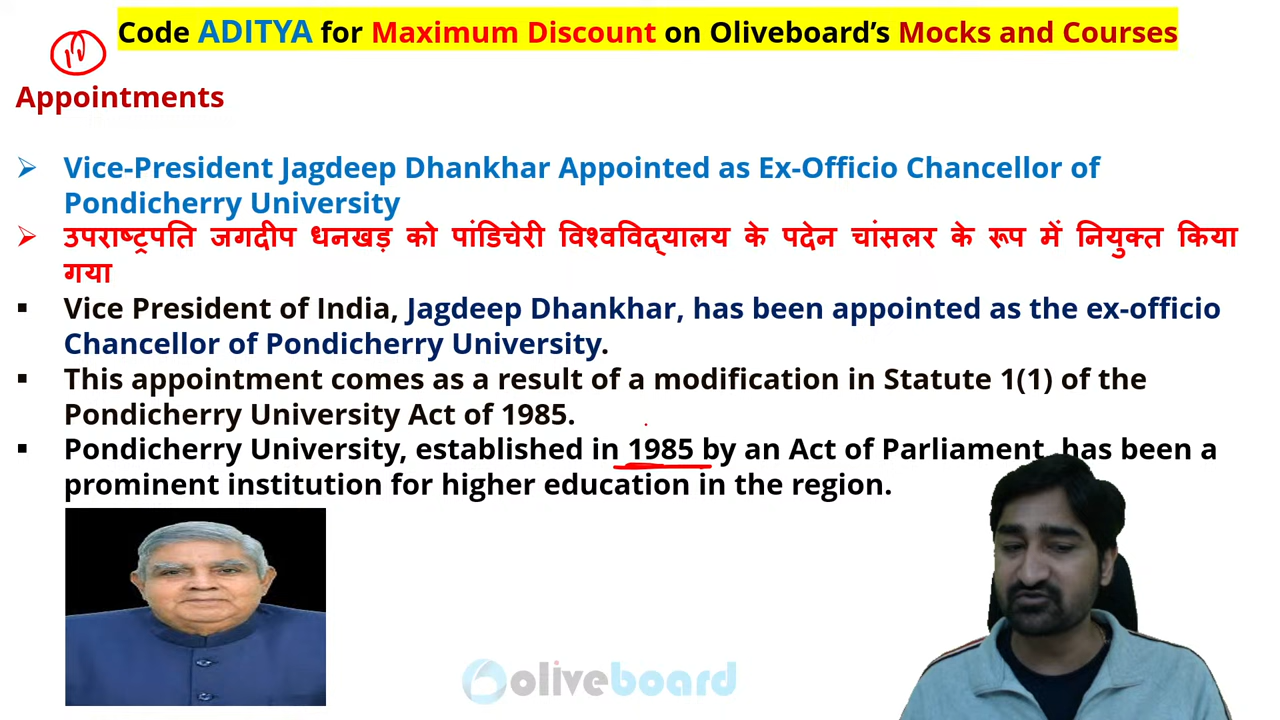 Code ADITYA for Maximum Discount on Oliveboard’s Mocks and Courses
Appointments
Vice-President Jagdeep Dhankhar Appointed as Ex-Officio Chancellor of
Pondicherry University
उपराष्ट्रपति जगदीप धनखड़ को पांडिचेरी विश्वविद्यालय के पदेन चांसलर के रूप में नियुक्त किया
गया
Vice President of India, Jagdeep Dhankhar, has been appointed as the ex-officio
Chancellor of Pondicherry University.
This appointment comes as a result of a modification in Statute 1(1) of the
Pondicherry University Act of 1985.
Pondicherry University, established in 1985 by an Act of Parliament, has been a
prominent institution for higher education in the region.
oliveboard